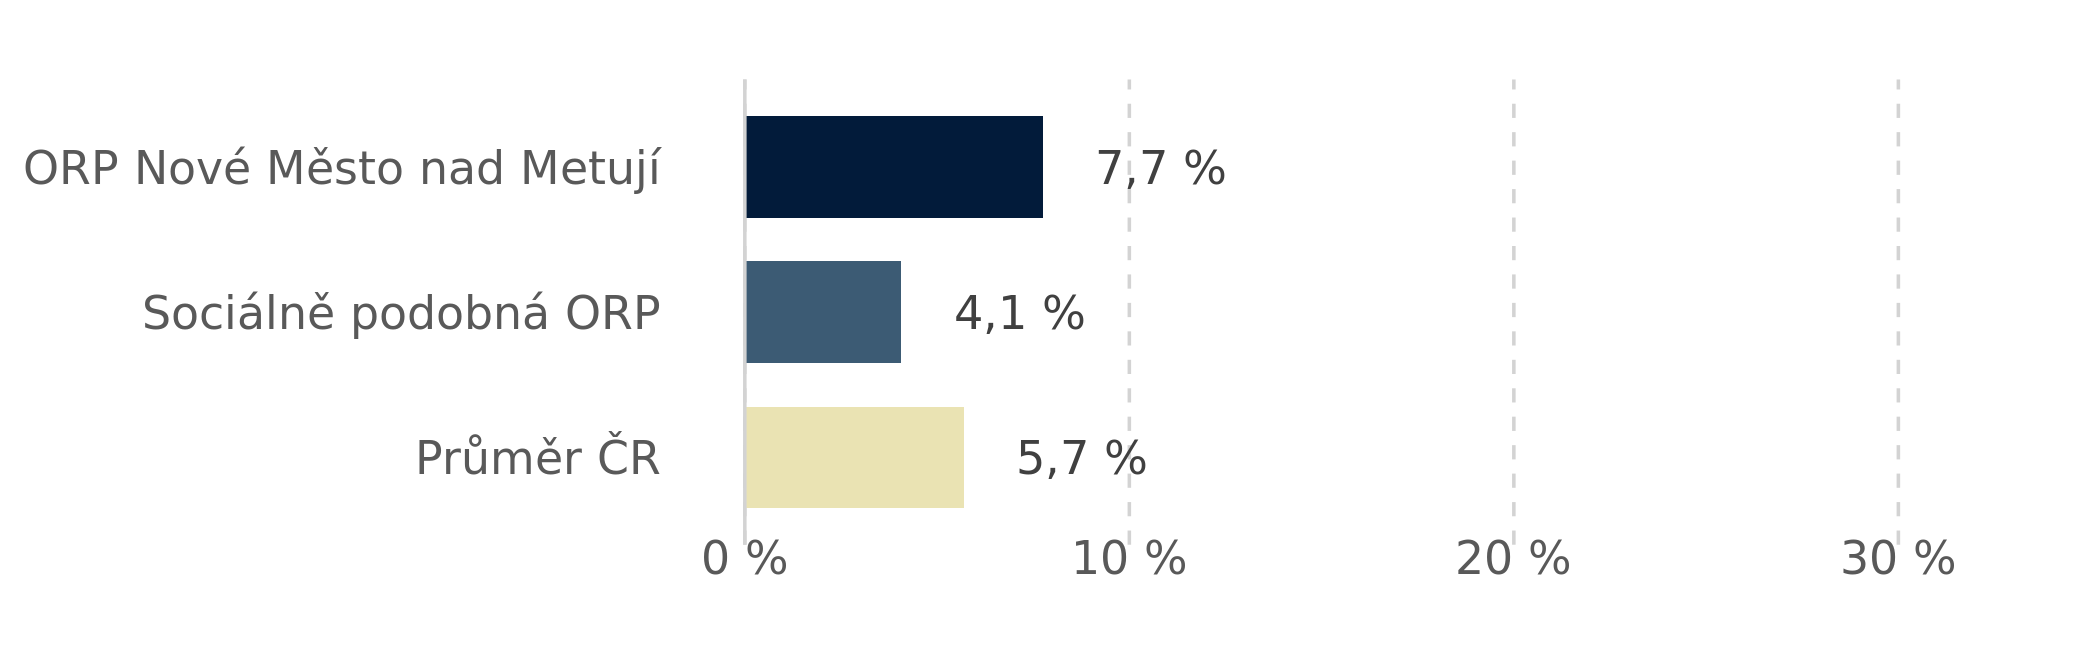 ORP Nové Město nad Metují
7,7 %
Sociálně podobná ORP
4,1 %
Průměr ČR
5,7 %
0 %
10 %
20 %
30 %